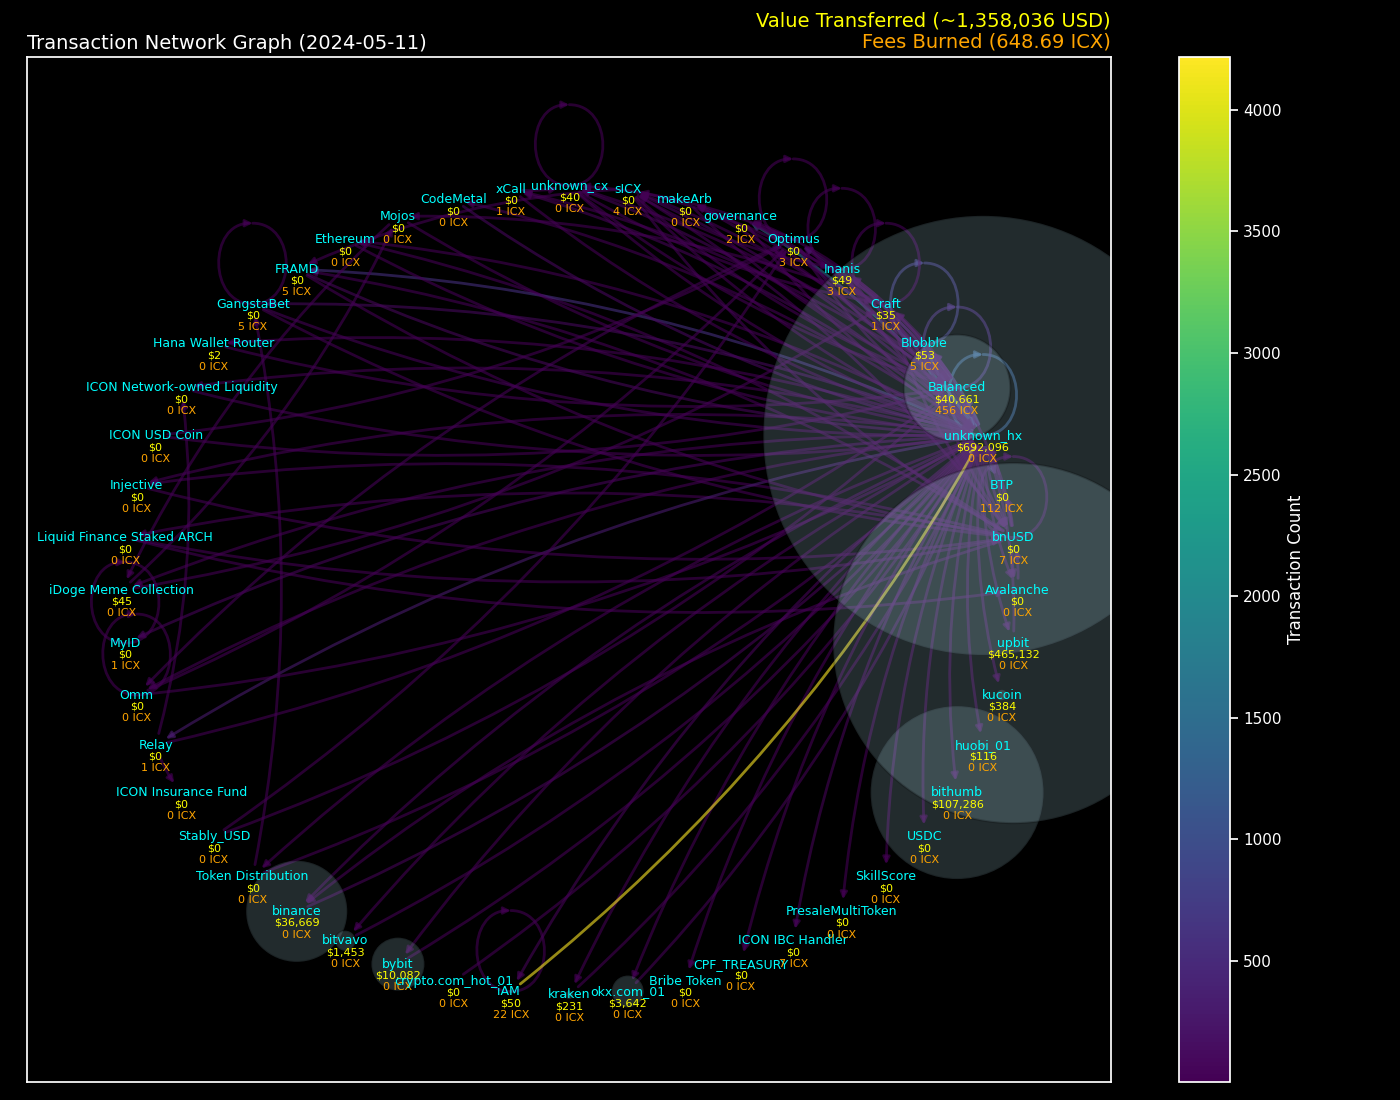 Value Transferred (~1,358,036 USD)
Transaction Network Graph (2024-05-11)
Fees Burned (648.69 ICX)
unknown_cx
$40
0 ICX
xCall
$0
1 ICX
sICX
$0
4 ICX
CodeMetal
$0
0 ICX
makeArb
$0
0 ICX
Mojos
$0
0 ICX
governance
$0
2 ICX
Ethereum
$0
0 ICX
Optimus
$0
3 ICX
FRAMD
$0
5 ICX
Inanis
$49
3 ICX
GangstaBet
$0
5 ICX
Craft
$35
1 ICX
Hana Wallet Router
$2
0 ICX
Blobble
$53
5 ICX
ICON Network-owned Liquidity
$0
0 ICX
Balanced
$40,661
456 ICX
ICON USD Coin
$0
0 ICX
unknown_hx
$692,096
0 ICX
Injective
$0
0 ICX
BTP
$0
112 ICX
Liquid Finance Staked ARCH
$0
0 ICX
bnUSD
$0
7 ICX
iDoge Meme Collection
$45
0 ICX
Avalanche
$0
0 ICX
MyID
$0
1 ICX
upbit
$465,132
0 ICX
Omm
$0
0 ICX
kucoin
$384
0 ICX
Relay
$0
1 ICX
huobi_01
$116
0 ICX
ICON Insurance Fund
$0
0 ICX
bithumb
$107,286
0 ICX
Stably_USD
$0
0 ICX
USDC
$0
0 ICX
Token Distribution
$0
0 ICX
SkillScore
$0
0 ICX
binance
$36,669
0 ICX
PresaleMultiToken
$0
0 ICX
bitvavo
$1,453
0 ICX
ICON IBC Handler
$0
ICX
bybit
$10,082
0 ICX
CPF_TREASURY
$0
0 ICX
crypto.com_hot_01
$0
0 ICX
iAM
$50
22 ICX
kraken
$231
0 ICX
okx.com_01
$3,642
0 ICX
Bribe Token
$0
0 ICX
4000
3500
3000
2500
2000
1500
1000
500
Transaction Count